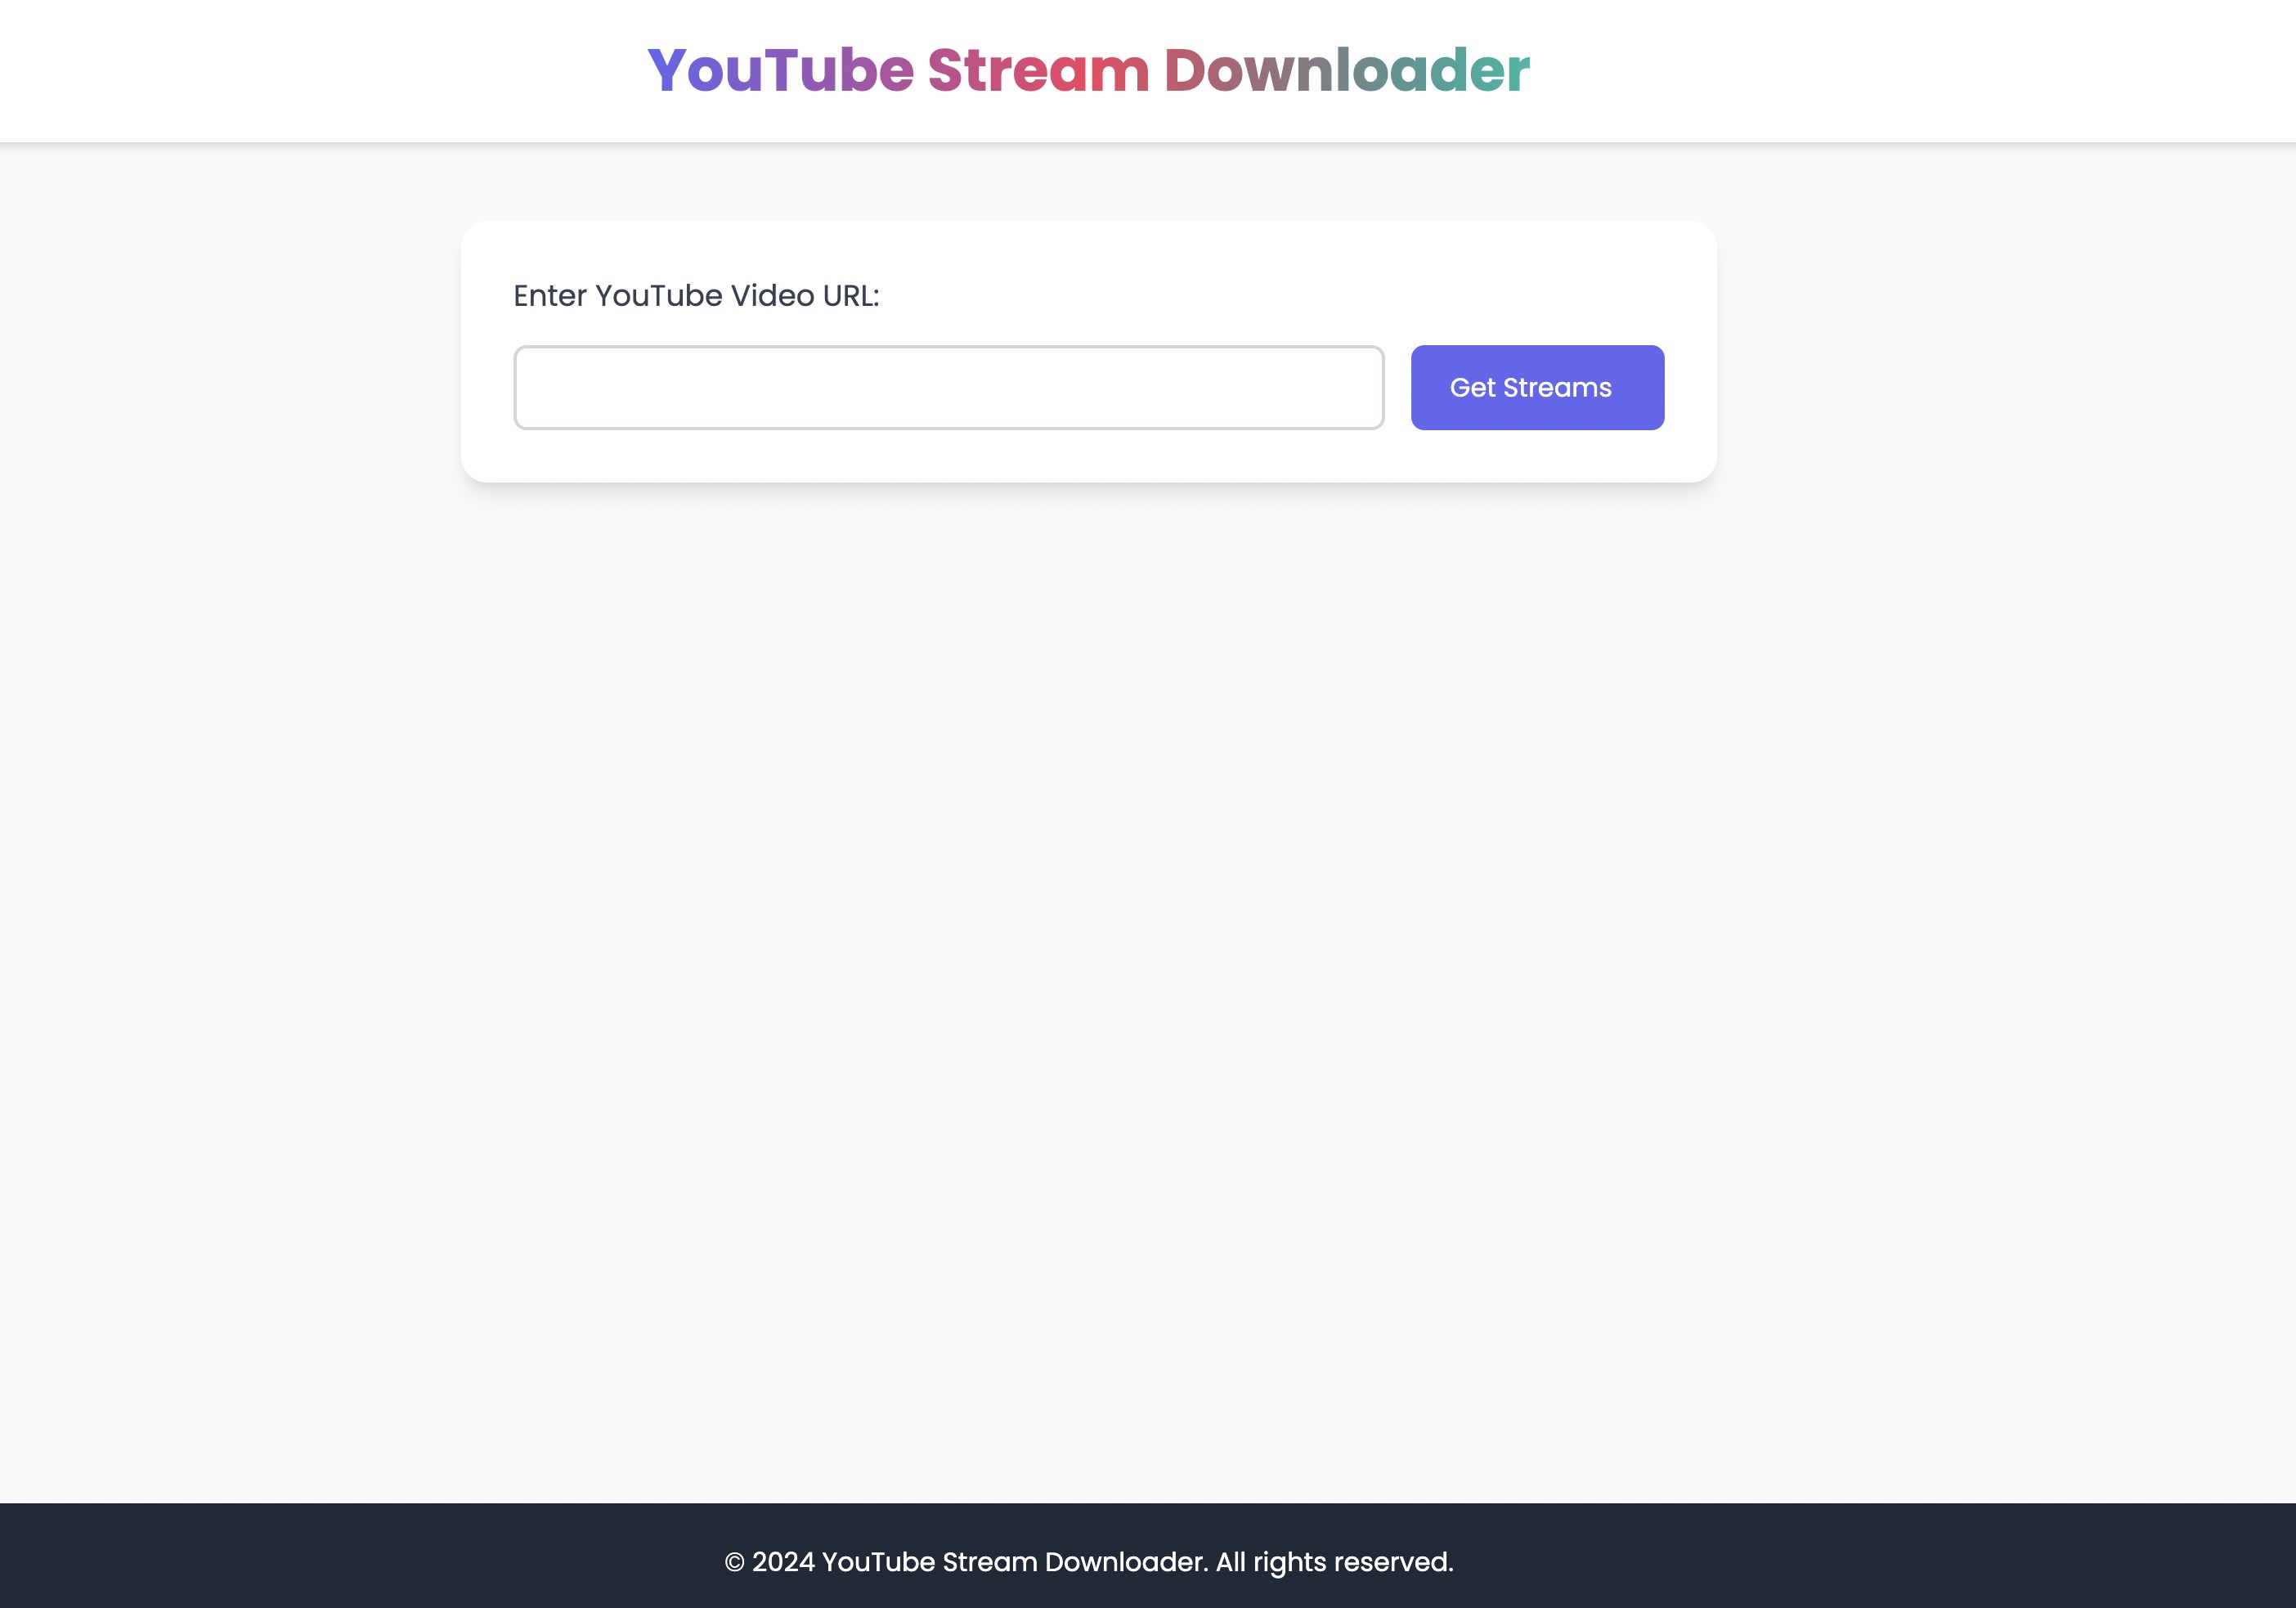 YouTube Stream Downloader
Enter YouTube Video URL:
Get Streams
© 2024 YouTube Stream Downloader. All rights reserved.